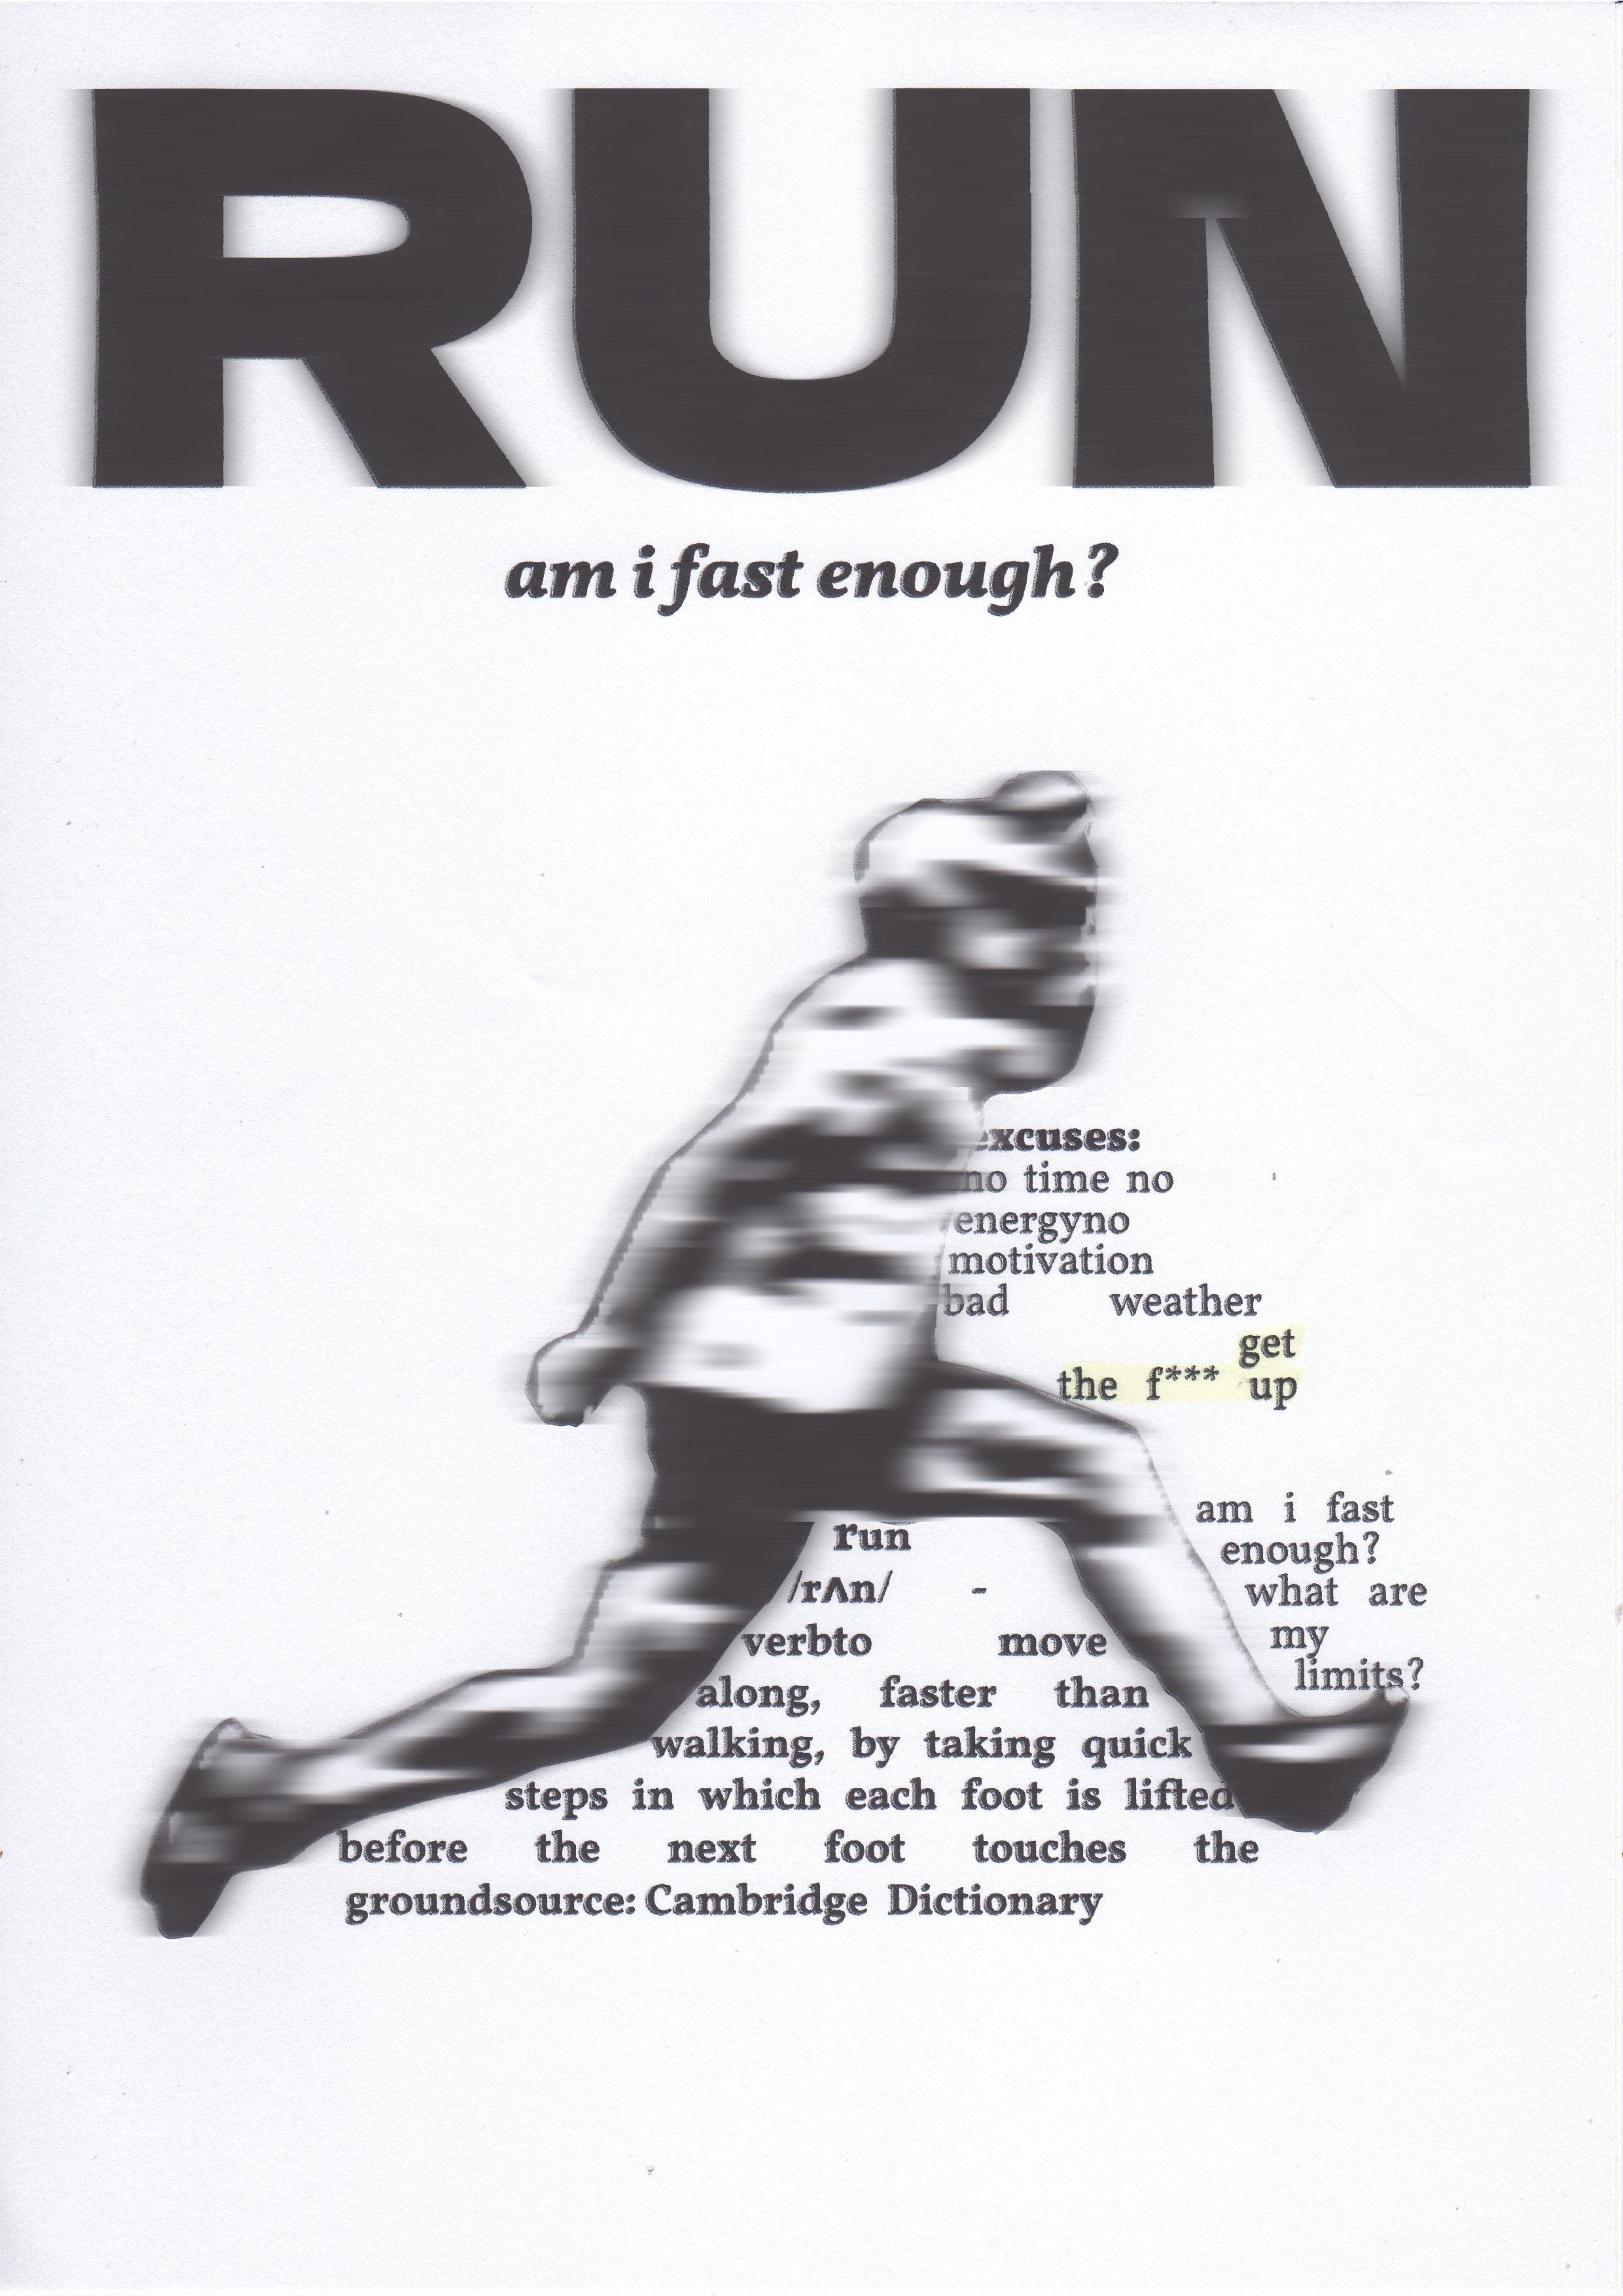 RUN
am i fast enough?
excuses:
no time no
energyno
motivation
bad weather
get
the f*** up
am i fast
enough?
what are
my
limits?
run
/rʌn/ -
verbto move
along, faster than
walking, by taking quick
steps in which each foot is lifted
before the next foot touches the
groundsource: Cambridge Dictionary